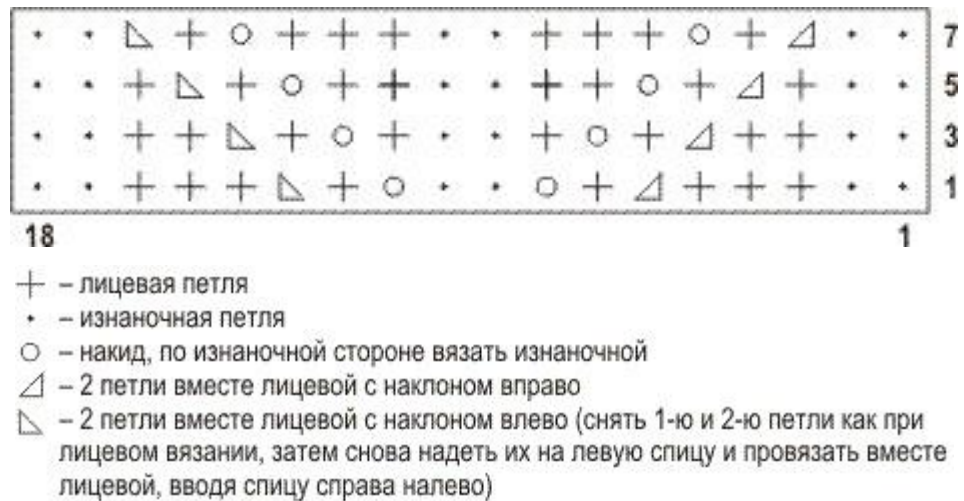 7
5
3
1
18 1
+ – лицевая петля
· – изнаночная петля
○ – накид, по изнаночной стороне вязать изнаночной
◿ – 2 петли вместе лицевой с наклоном вправо
◺ – 2 петли вместе лицевой с наклоном влево (снять 1-ю и 2-ю петли как при
лицевом вязании, затем снова надеть их на левую спицу и провязать вместе
лицевой, вводя спицу справа налево)